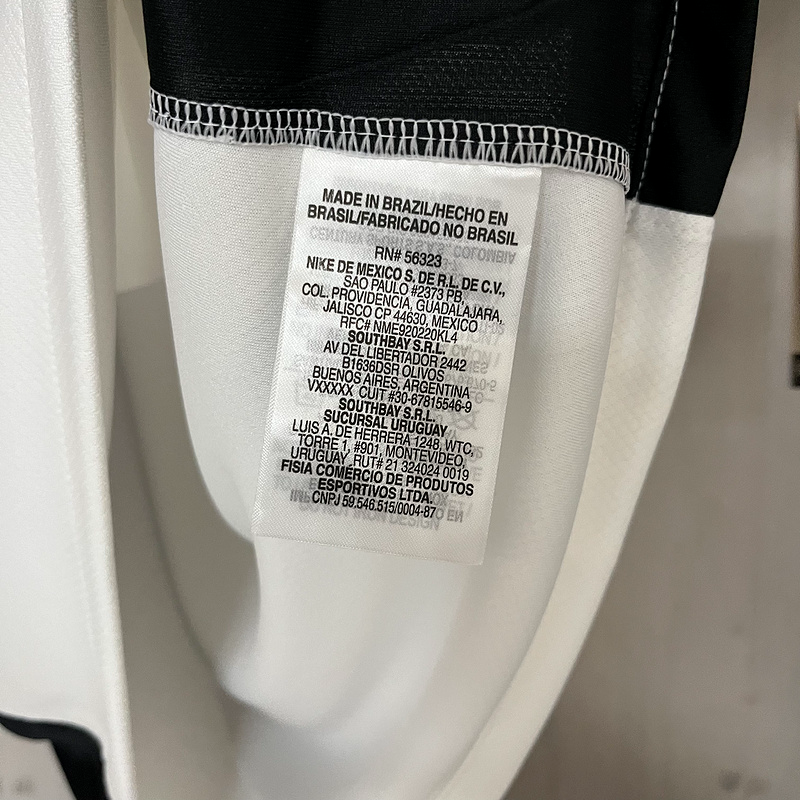 MADE IN BRAZIL/HECHO EN
BRASIL/FABRICADO NO BRASIL
RN# 56323
NIKE DE MEXICO S. DE R.L. DE C.V.,
SAO PAULO #2373 PB,
COL. PROVIDENCIA, GUADALAJARA,
JALISCO CP 44630, MEXICO
RFC# NME920220KL4
SOUTHBAY S.R.L.
AV DEL LIBERTADOR 2442
B1636DSR OLIVOS
BUENOS AIRES, ARGENTINA
VXXXXX CUIT #30-67815546-9
SOUTHBAY S.R.L.
SUCURSAL URUGUAY
LUIS A. DE HERRERA 1248, WTC,
TORRE 1, #901, MONTEVIDEO,
URUGUAY, RUT# 21 324024 0019
FISIA COMÉRCIO DE PRODUTOS
ESPORTIVOS LTDA.
CNPJ 59.546.515/0004-87